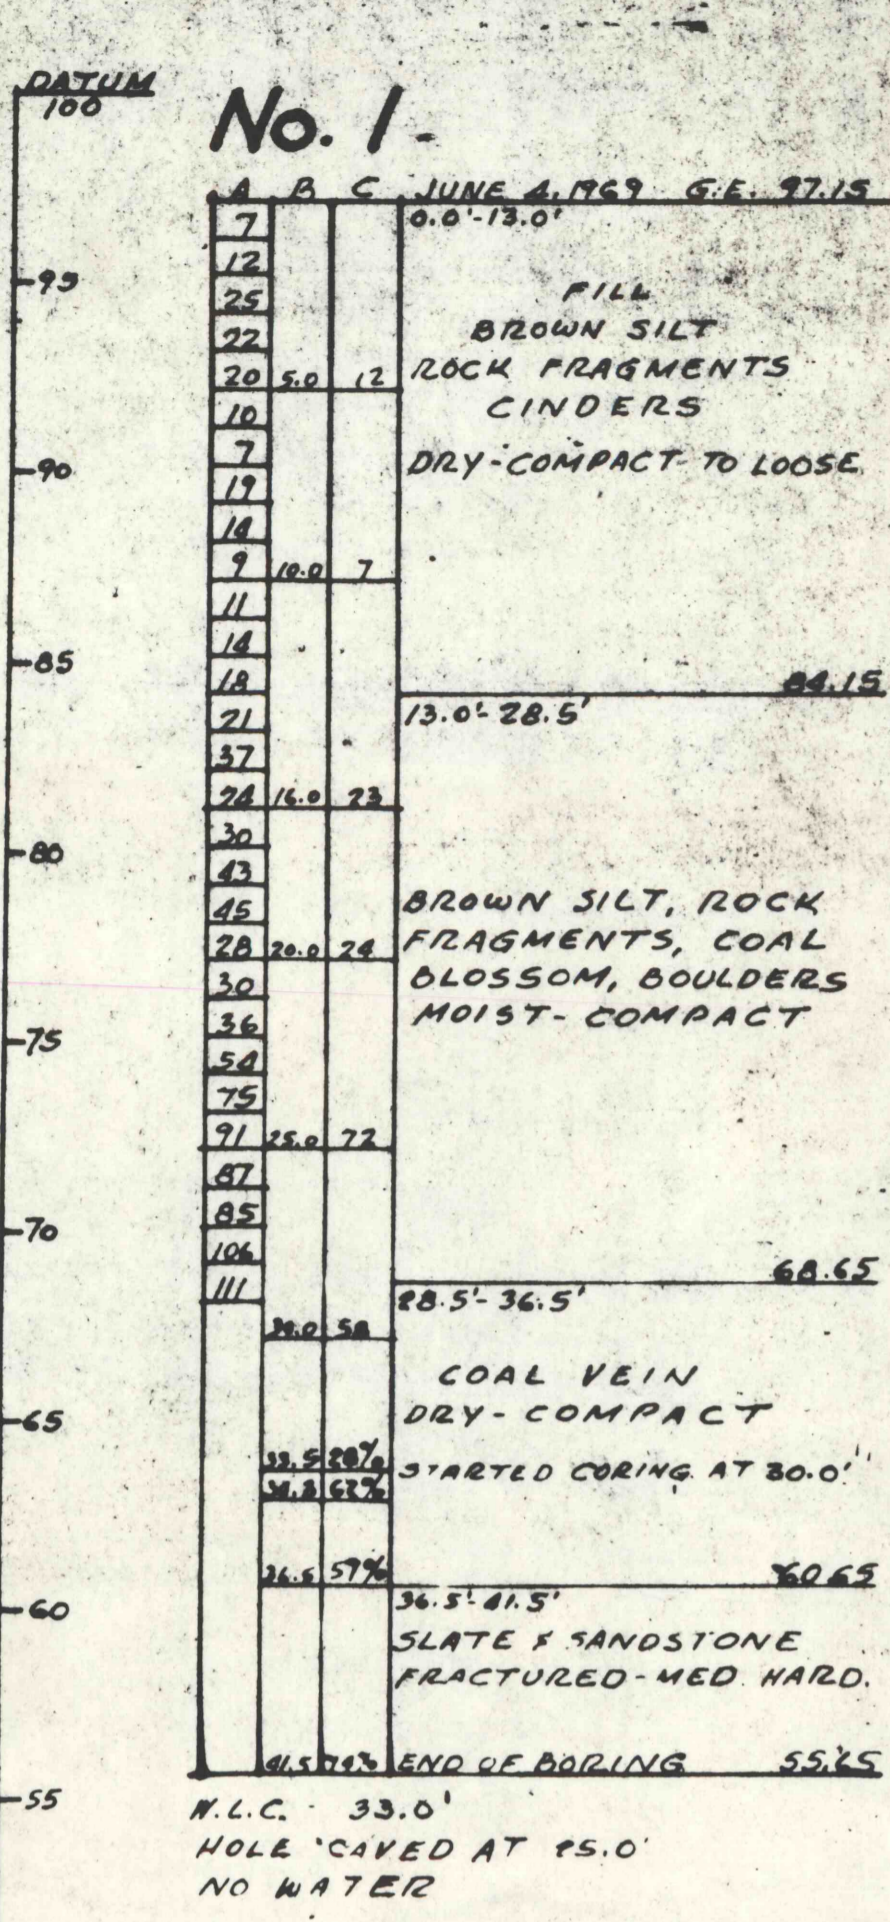 DATUM
100
No. 1
A B C JUNE 4, 1969 G.E. 97.15
7 0.0'-13.0'
12
95
FILL
25
BROWN SILT
22
ROCK FRAGMENTS
20 5.0 12
CINDERS
10
7
DRY-COMPACT TO LOOSE
90
19
14
9 10.0 7
11
14
85
18 84.15
21 13.0'-28.5'
37
24 16.0 23
30
80
43
45 BROWN SILT, ROCK
28 20.0 24 FRAGMENTS, COAL
30 BLOSSOM, BOULDERS
36 MOIST-COMPACT
75
54
75
91 25.0 72
87
85
70
106
68.65
111 28.5'-36.5'
58
COAL VEIN
65 DRY-COMPACT
33.5 28% STARTED CORING AT 30.0'
62%
36.5 57% 60.65
36.5'-41.5'
60
SLATE & SANDSTONE
FRACTURED-MED. HARD.
41.5 74% END OF BORING 55.65
55
W.L.C. 33.0'
HOLE CAVED AT 25.0'
NO WATER